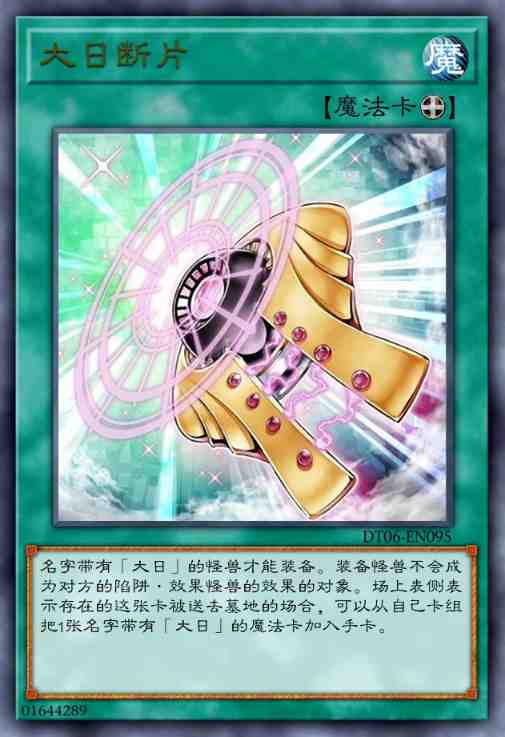 大日断片
魔
【魔法卡】
DT06-EN095
名字带有「大日」的怪兽才能装备。装备怪兽不会成
为对方的陷阱·效果怪兽的效果的对象。场上表侧表
示存在的这张卡被送去墓地的场合，可以从自己卡组
把1张名字带有「大日」的魔法卡加入手卡。
01644289